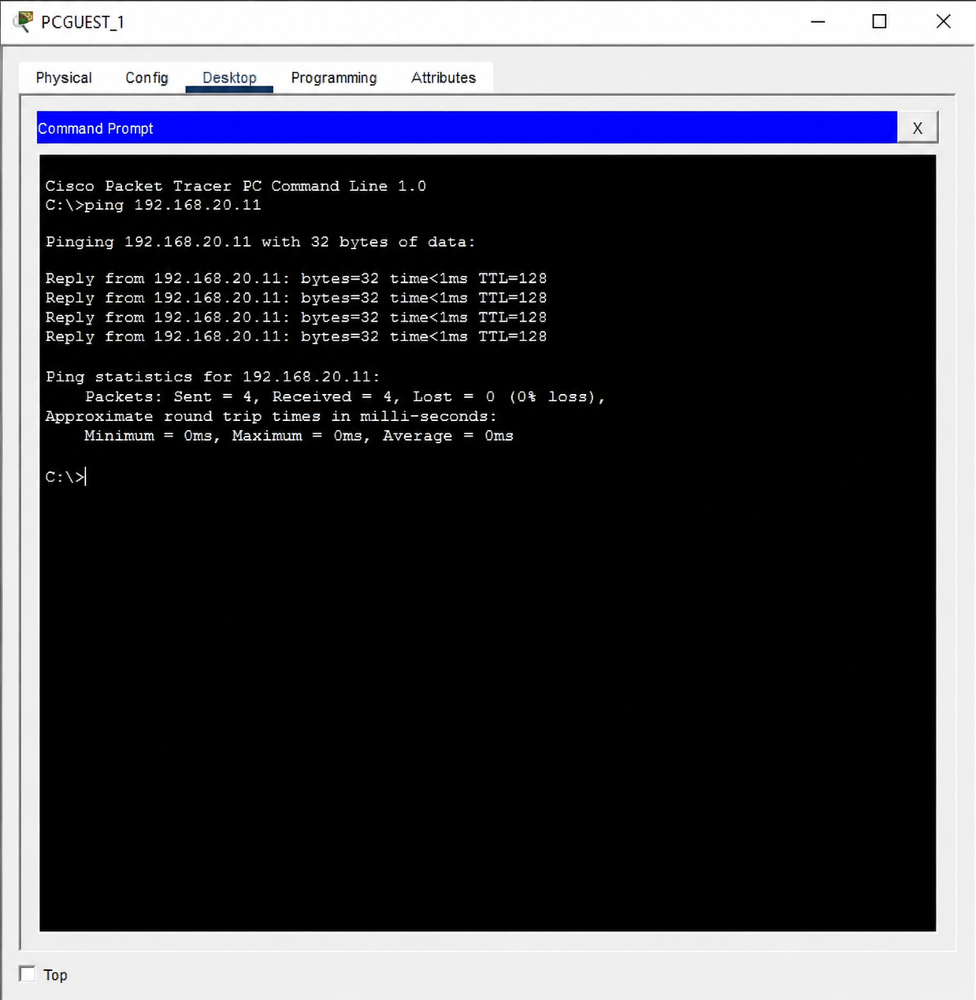 PCGUEST_1
Physical Config Desktop Programming Attributes
Command Prompt X
Cisco Packet Tracer PC Command Line 1.0
C:\>ping 192.168.20.11
Pinging 192.168.20.11 with 32 bytes of data:
Reply from 192.168.20.11: bytes=32 time<1ms TTL=128
Reply from 192.168.20.11: bytes=32 time<1ms TTL=128
Reply from 192.168.20.11: bytes=32 time<1ms TTL=128
Reply from 192.168.20.11: bytes=32 time<1ms TTL=128
Ping statistics for 192.168.20.11:
Packets: Sent = 4, Received = 4, Lost = 0 (0% loss),
Approximate round trip times in milli-seconds:
Minimum = 0ms, Maximum = 0ms, Average = 0ms
C:\>
Top